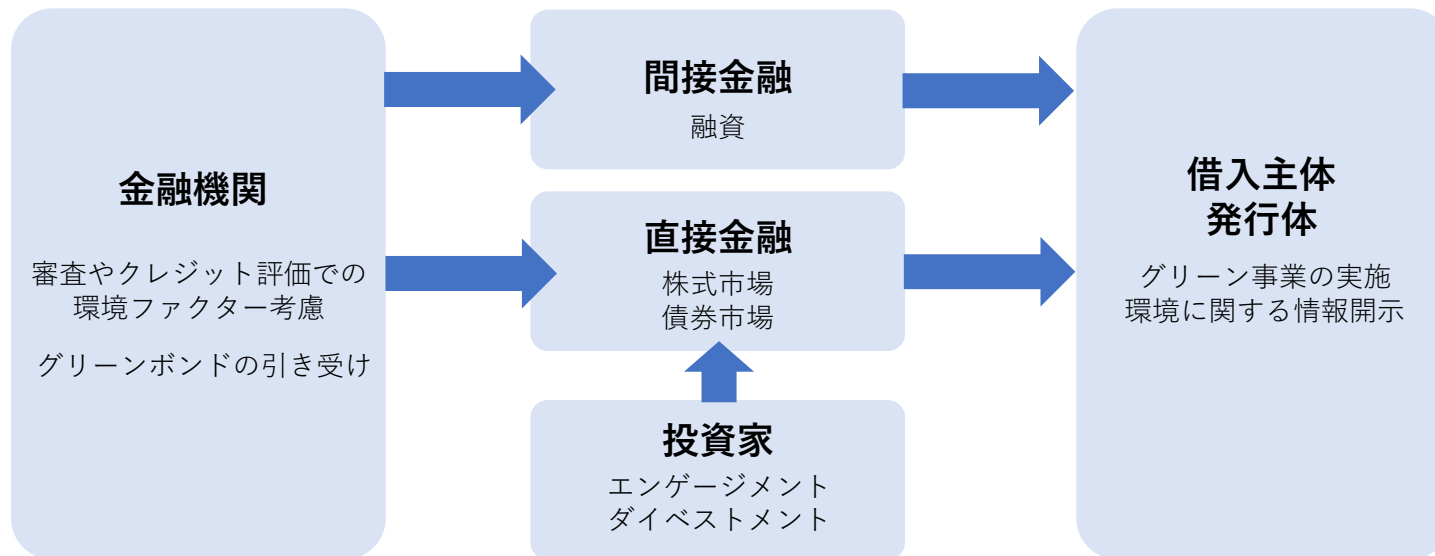 金融機関
審査やクレジット評価での
環境ファクター考慮
グリーンボンドの引き受け
間接金融
融資
直接金融
株式市場
債券市場
投資家
エンゲージメント
ダイベストメント
借入主体
発行体
グリーン事業の実施
環境に関する情報開示